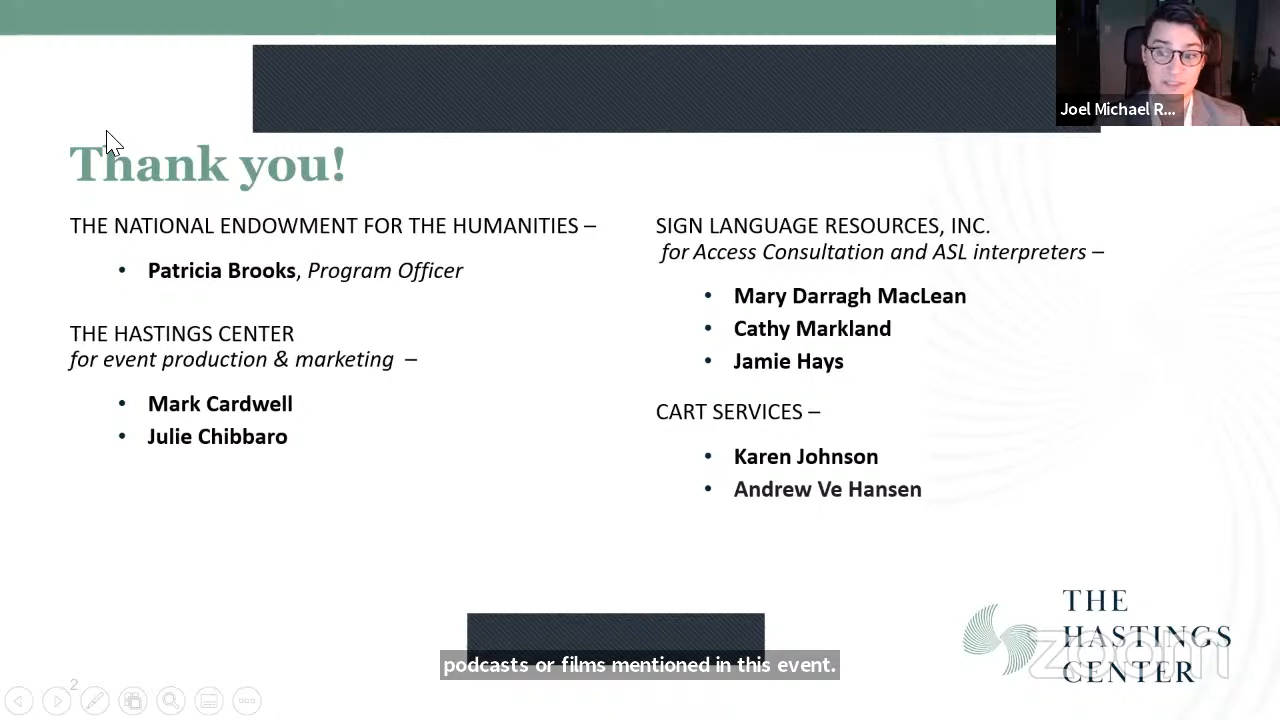 Joel Michael R...
Thank you!
THE NATIONAL ENDOWMENT FOR THE HUMANITIES –
• Patricia Brooks, Program Officer
THE HASTINGS CENTER
for event production & marketing –
• Mark Cardwell
• Julie Chibbaro
SIGN LANGUAGE RESOURCES, INC.
for Access Consultation and ASL interpreters –
• Mary Darragh MacLean
• Cathy Markland
• Jamie Hays
CART SERVICES –
• Karen Johnson
• Andrew Ve Hansen
THE
HASTINGS
CENTER
zoom
podcasts or films mentioned in this event.
2